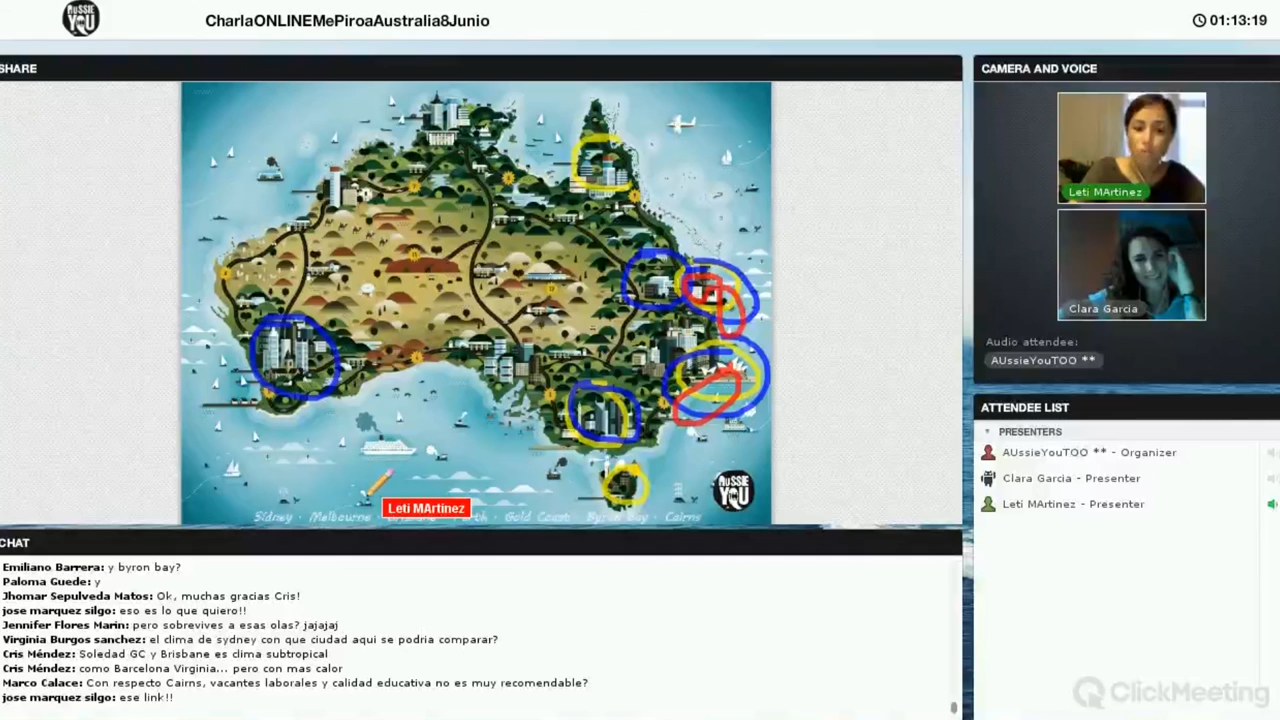 AUSSIE
YOU
CharlaONLINEMePiroaAustralia8Junio
01:13:19
SHARE
CAMERA AND VOICE
Leti MArtinez
Clara Garcia
Audio attendee:
AUssieYouTOO **
ATTENDEE LIST
PRESENTERS
AUssieYouTOO ** - Organizer
Clara Garcia - Presenter
Leti MArtinez - Presenter
AUSSIE
YOU
Leti MArtinez
Sidney · Melbourne · Perth · Gold Coast · Byron Bay · Cairns
CHAT
Emiliano Barrera: y byron bay?
Paloma Guede: y
Jhomar Sepulveda Matos: Ok, muchas gracias Cris!
jose marquez silgo: eso es lo que quiero!!
Jennifer Flores Marin: pero sobrevives a esas olas? jajajaj
Virginia Burgos sanchez: el clima de sydney con que ciudad aqui se podria comparar?
Cris Méndez: Soledad GC y Brisbane es clima subtropical
Cris Méndez: como Barcelona Virginia... pero con mas calor
Marco Calace: Con respecto Cairns, vacantes laborales y calidad educativa no es muy recomendable?
jose marquez silgo: ese link!!
ClickMeeting